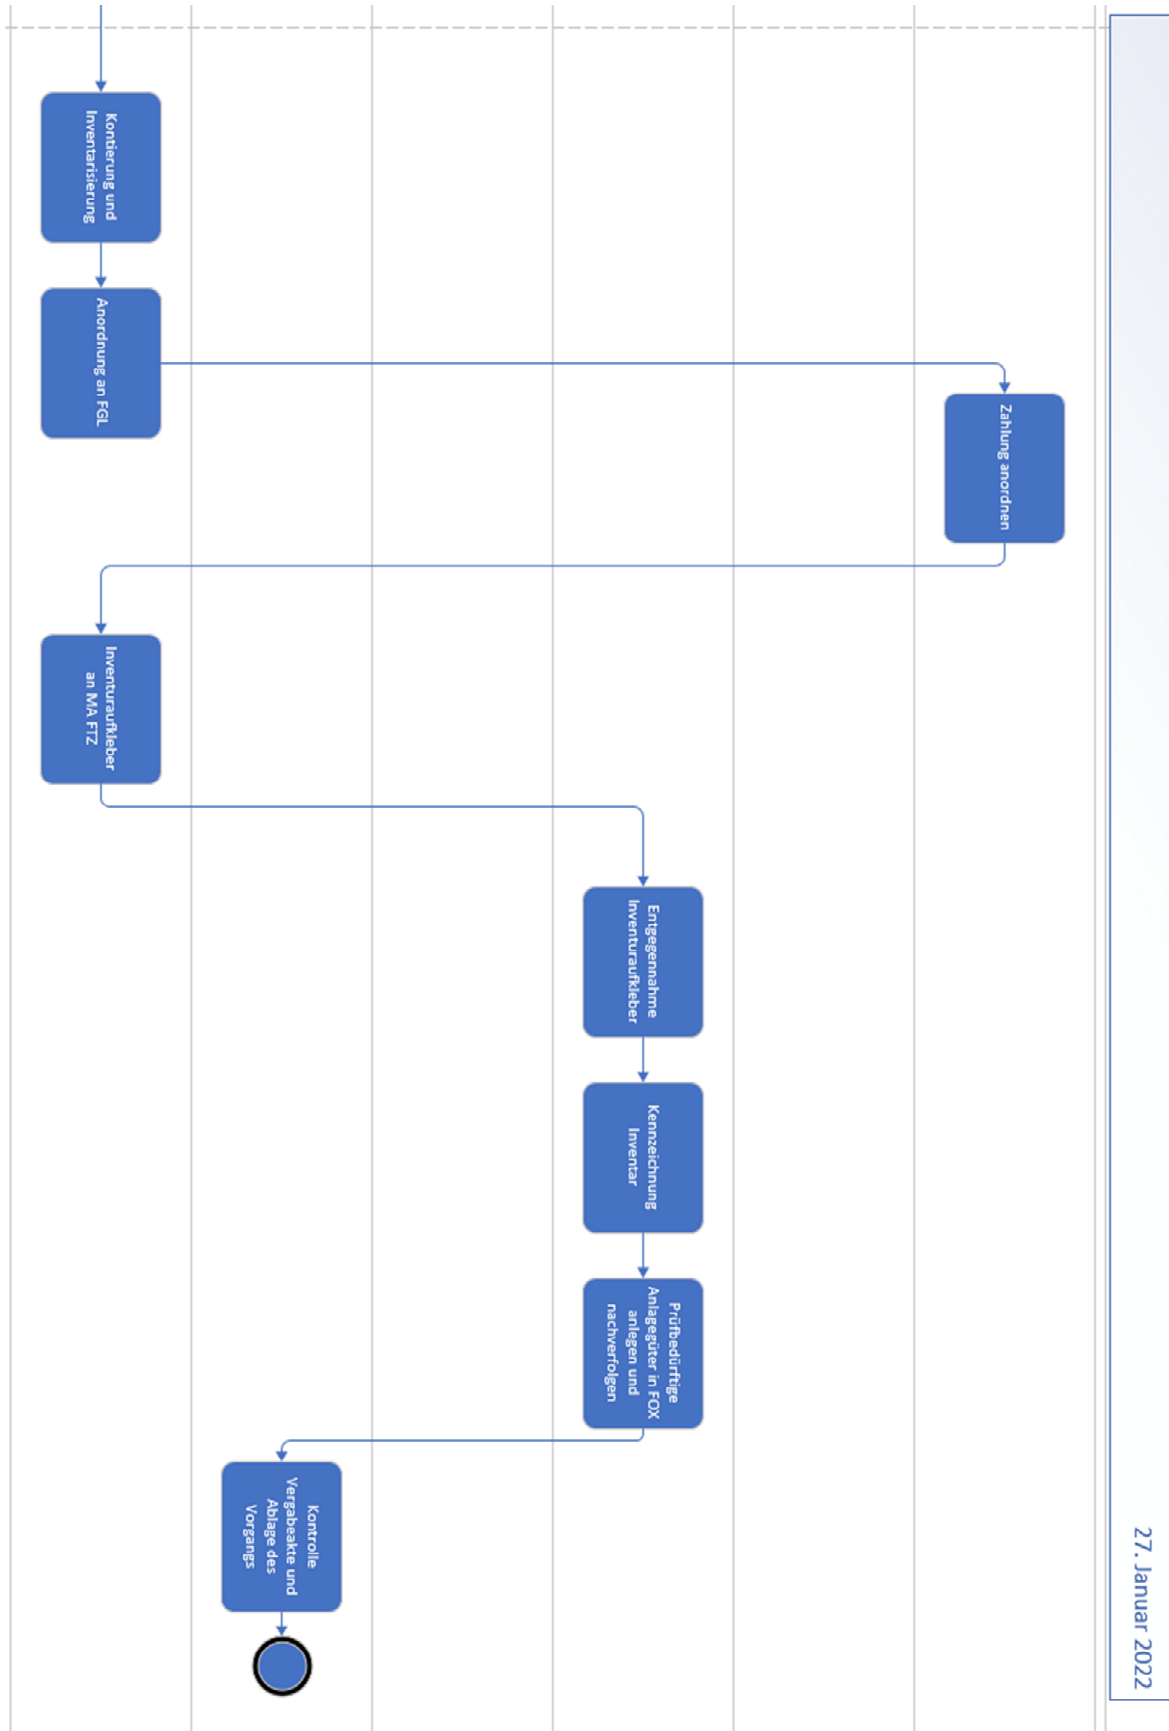 27. Januar 2022
Kontierung und
Inventarisierung
Anordnung an FGL
Zahlung anordnen
Inventuraufkleber
an MA FTZ
Entgegennahme
Inventuraufkleber
Kennzeichnung
Inventar
Prüfbedürftige
Anlagegüter in FOX
anlegen und
nachverfolgen
Kontrolle
Vergabeakte und
Ablage des
Vorgangs